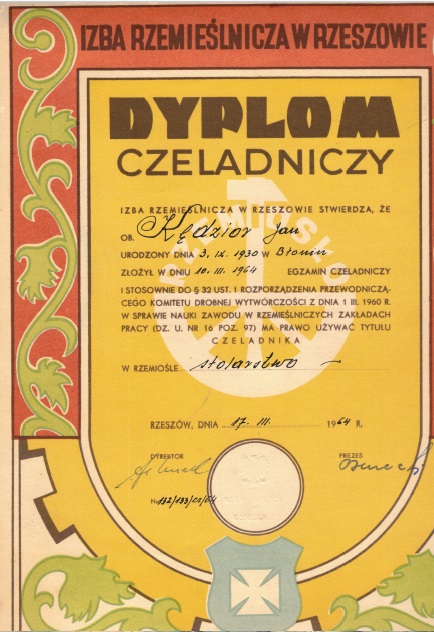 IZBA RZEMIEŚLNICZA W RZESZOWIE
DYPLOM
CZELADNICZY
IZBA RZEMIEŚLNICZA W RZESZOWIE STWIERDZA, ŻE
OB. Kędzior Jan
URODZONY DNIA 3. IX. 1930 W Błoniu
ZŁOŻYŁ W DNIU 10. III. 1964 EGZAMIN CZELADNICZY
I STOSOWNIE DO § 32 UST. 1 ROZPORZĄDZENIA PRZEWODNICZĄ-
CEGO KOMITETU DROBNEJ WYTWÓRCZOŚCI Z DNIA 1 III. 1960 R.
W SPRAWIE NAUKI ZAWODU W RZEMIEŚLNICZYCH ZAKŁADACH
PRACY (DZ. U. NR 16 POZ. 97) MA PRAWO UŻYWAĆ TYTUŁU
CZELADNIKA
W RZEMIOŚLE stolarstwo
RZESZÓW, DNIA 17. III. 1964 R.
DYREKTOR PREZES
№ 132/133/cz/64